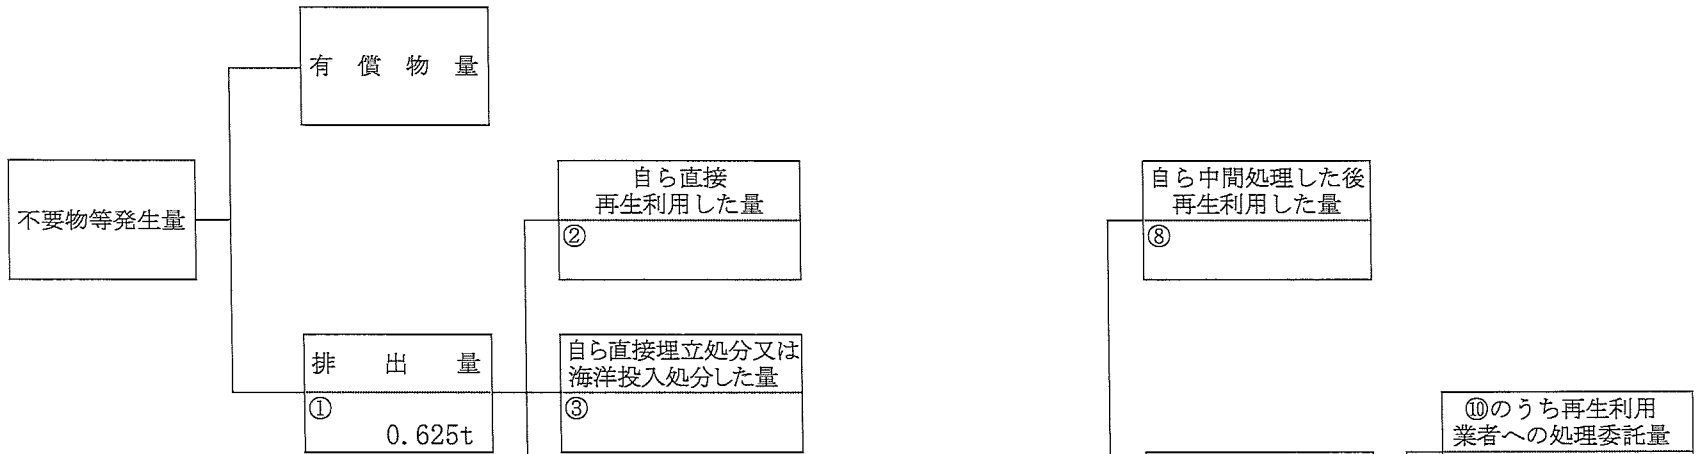 有償物量
不要物等発生量
自ら直接
再生利用した量
②
自ら中間処理した後
再生利用した量
⑧
排出量
①
0.625t
自ら直接埋立処分又は
海洋投入処分した量
③
⑩のうち再生利用
業者への処理委託量